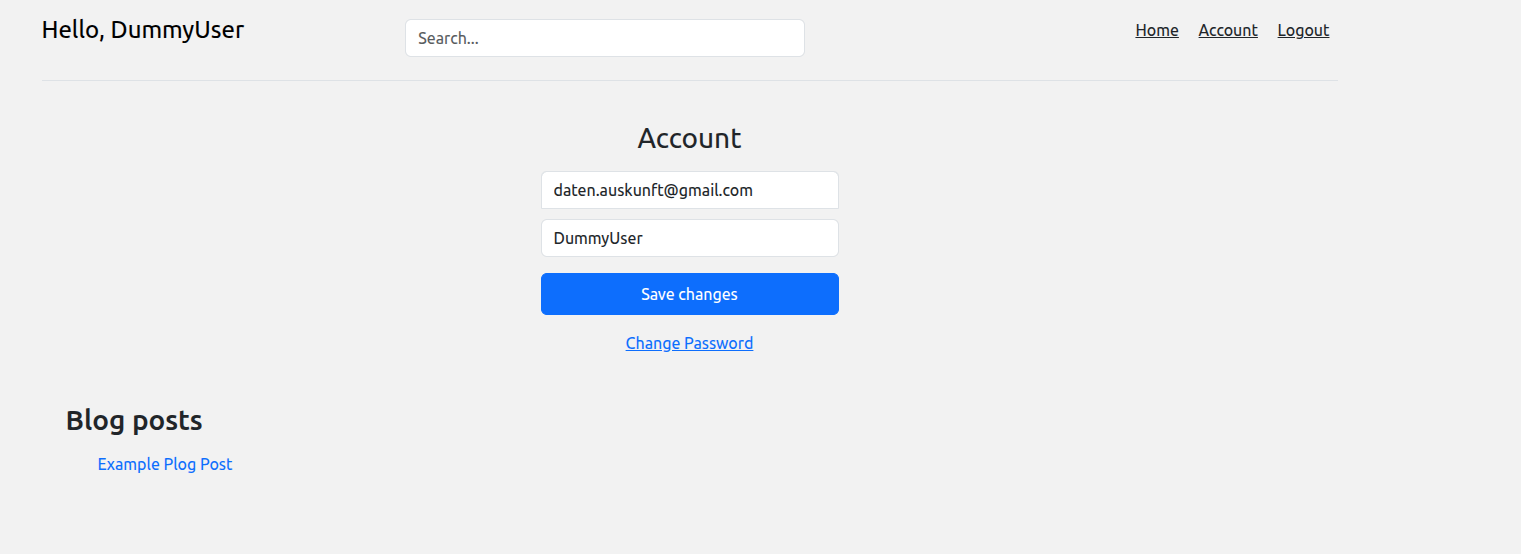 Hello, DummyUser
Search...
Home Account Logout
Account
daten.auskunft@gmail.com
DummyUser
Save changes
Change Password
Blog posts
Example Plog Post